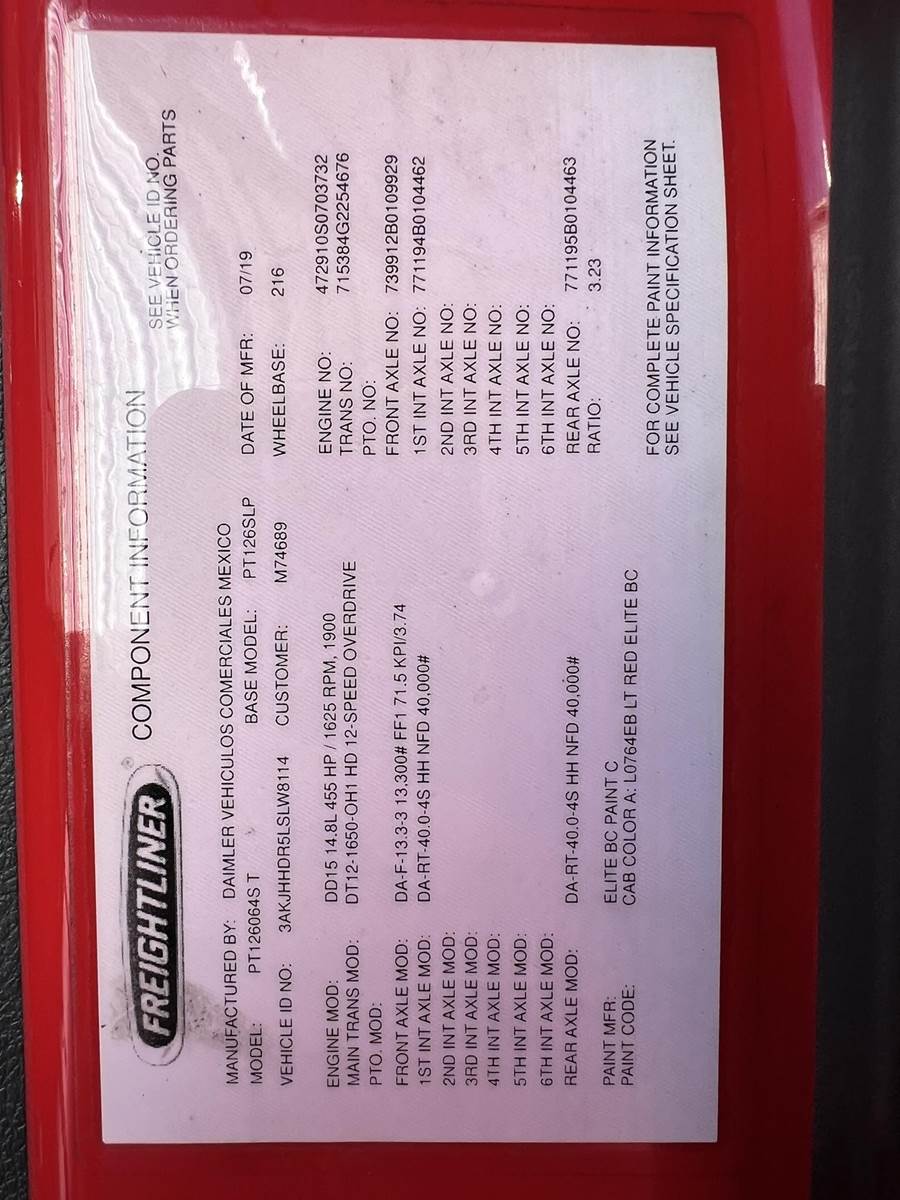 FREIGHTLINER® COMPONENT INFORMATION
SEE VEHICLE ID NO.
WHEN ORDERING PARTS
MANUFACTURED BY: DAIMLER VEHICULOS COMERCIALES MEXICO
MODEL: PT126064S T BASE MODEL: PT126SLP DATE OF MFR: 07/19
VEHICLE ID NO: 3AKJHHDR5LSLW8114 CUSTOMER: M74689 WHEELBASE: 216
ENGINE MOD: DD15 14.8L 455 HP / 1625 RPM, 1900 ENGINE NO: 472910S0703732
MAIN TRANS MOD: DT12-1650-OH1 HD 12-SPEED OVERDRIVE TRANS NO: 715384G2254676
PTO. MOD: PTO. NO:
FRONT AXLE MOD: DA-F-13.3-3 13,300# FF1 71.5 KPI/3.74 FRONT AXLE NO: 739912B0109929
1ST INT AXLE MOD: DA-RT-40.0-4S HH NFD 40,000# 1ST INT AXLE NO: 771194B0104462
2ND INT AXLE MOD: 2ND INT AXLE NO:
3RD INT AXLE MOD: 3RD INT AXLE NO:
4TH INT AXLE MOD: 4TH INT AXLE NO:
5TH INT AXLE MOD: 5TH INT AXLE NO:
6TH INT AXLE MOD: 6TH INT AXLE NO:
REAR AXLE MOD: DA-RT-40.0-4S HH NFD 40,000# REAR AXLE NO: 771195B0104463
RATIO: 3.23
PAINT MFR: ELITE BC PAINT C
PAINT CODE: CAB COLOR A: L0764EB LT RED ELITE BC
FOR COMPLETE PAINT INFORMATION
SEE VEHICLE SPECIFICATION SHEET.